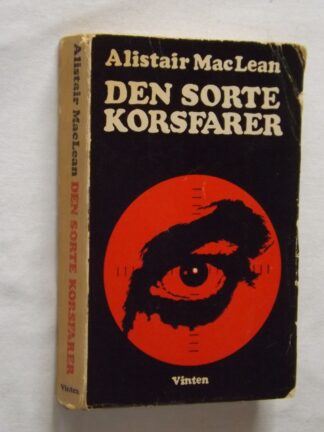 Alistair MacLean
DEN SORTE
KORSFARER
Vinten
Alistair MacLean DEN SORTE KORSFARER
Vinten